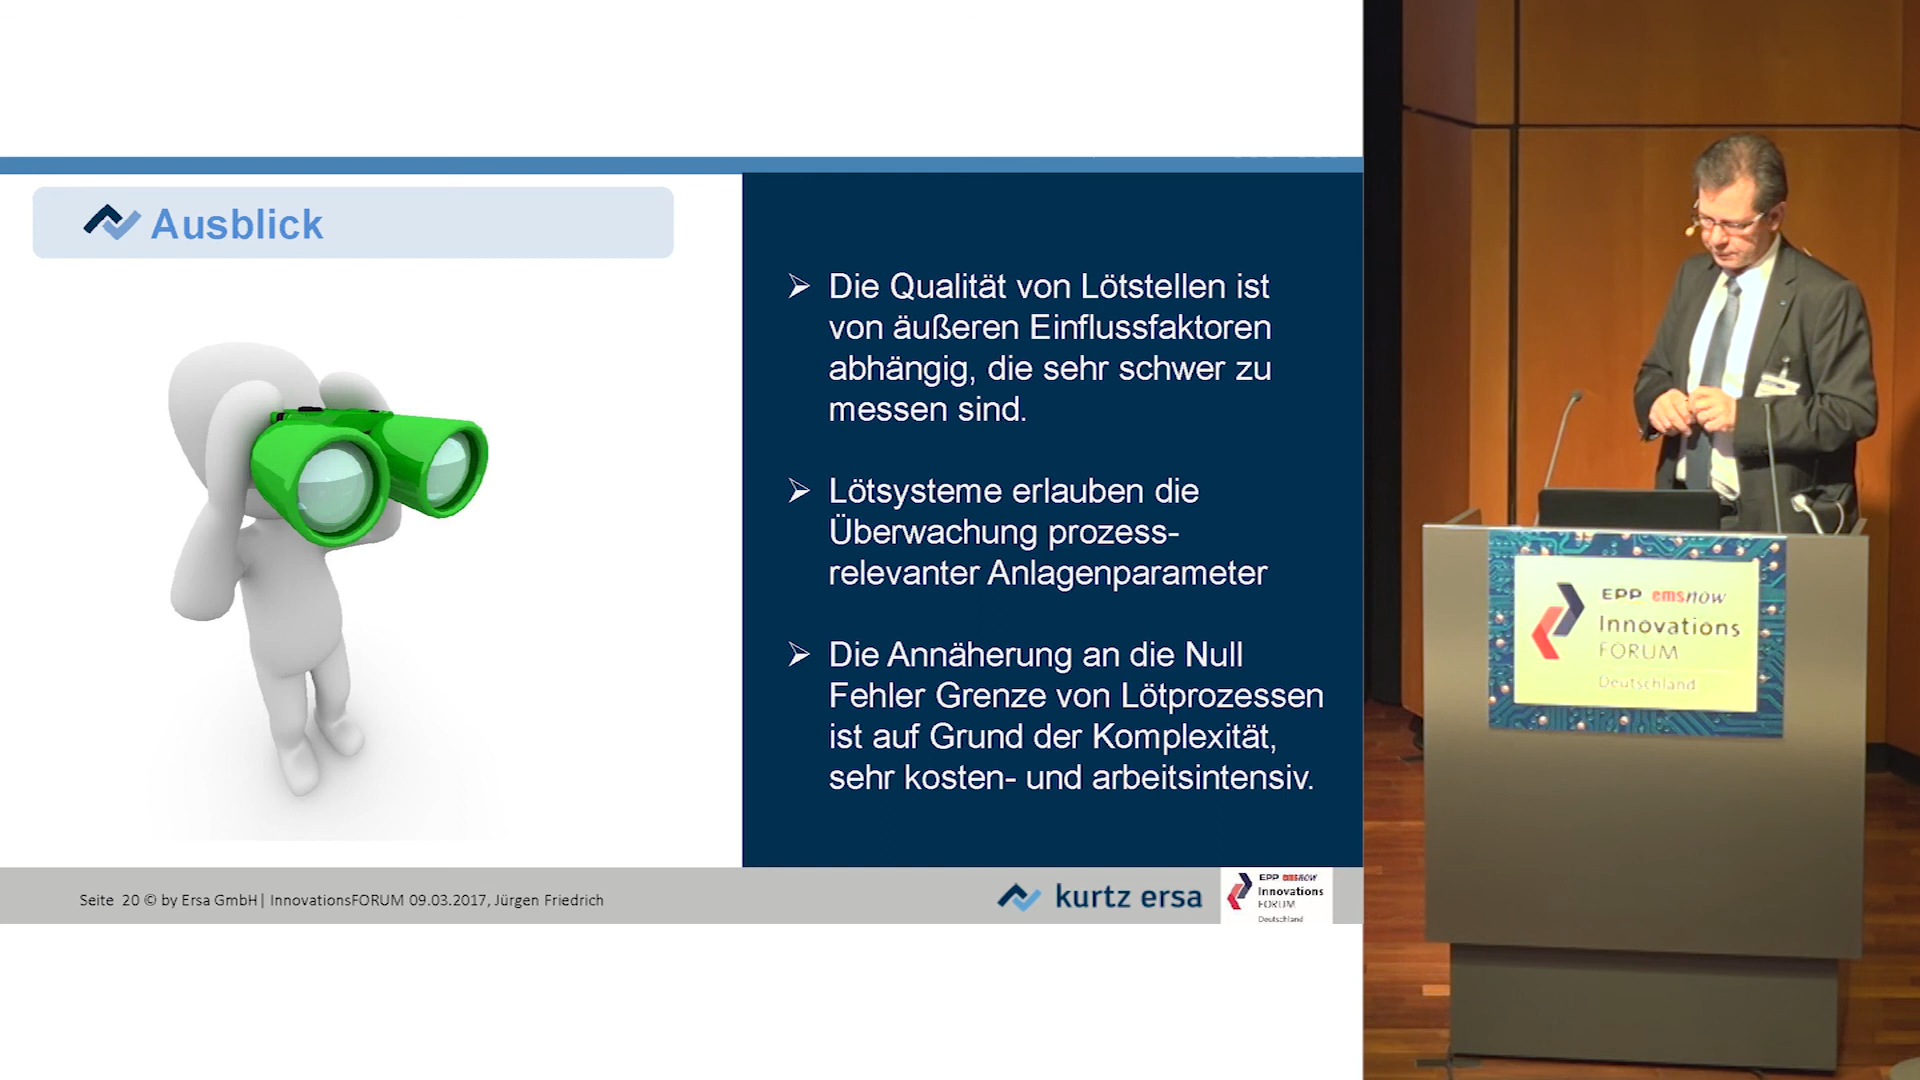 Ausblick
Die Qualität von Lötstellen ist
von äußeren Einflussfaktoren
abhängig, die sehr schwer zu
messen sind.
Lötsysteme erlauben die
Überwachung prozess-
relevanter Anlagenparameter
Die Annäherung an die Null
Fehler Grenze von Lötprozessen
ist auf Grund der Komplexität,
sehr kosten- und arbeitsintensiv.
Seite 20 © by Ersa GmbH| InnovationsFORUM 09.03.2017, Jürgen Friedrich
kurtz ersa
EPP emsnow
Innovations
FORUM
Deutschland
EPP emsnow
Innovations
FORUM
Deutschland